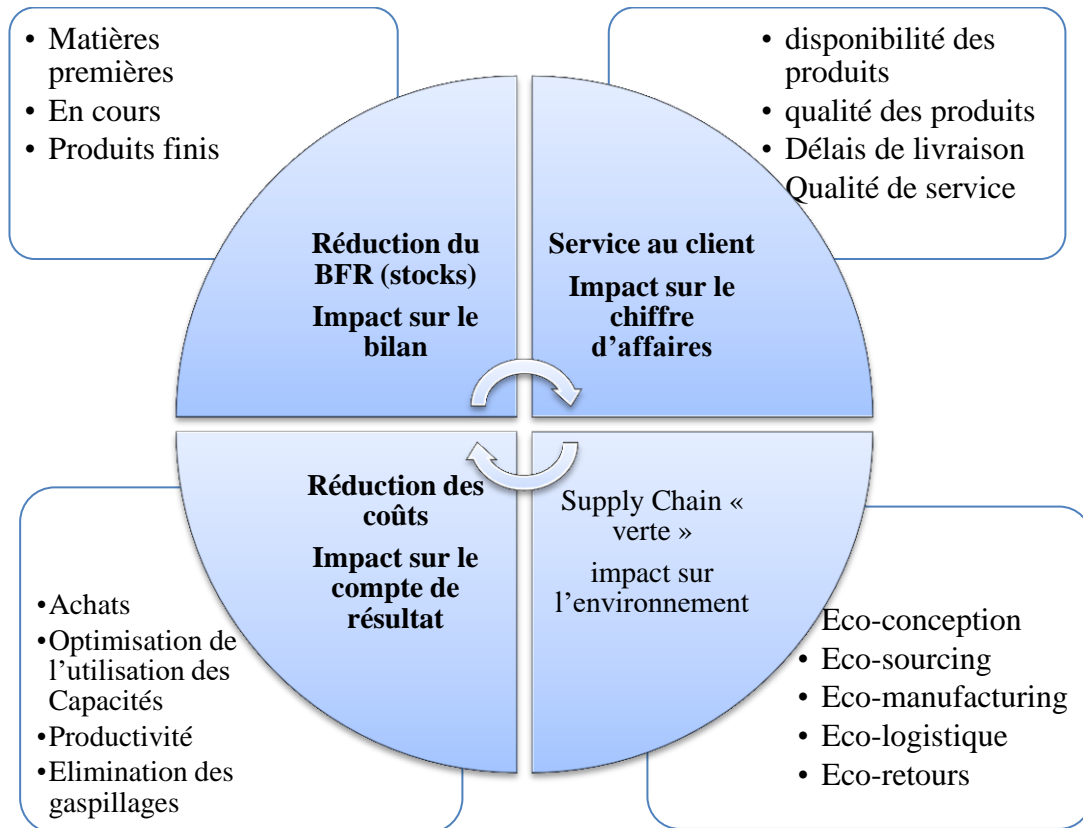 • Matières
premières
• En cours
• Produits finis
• disponibilité des
produits
• qualité des produits
• Délais de livraison
Qualité de service
Réduction du
BFR (stocks)
Impact sur le
bilan
Service au client
Impact sur le
chiffre
d’affaires
Réduction des
coûts
Impact sur le
compte de
résultat
Supply Chain «
verte »
impact sur
l’environnement
•Achats
•Optimisation de
l’utilisation des
Capacités
•Productivité
•Elimination des
gaspillages
Eco-conception
• Eco-sourcing
• Eco-manufacturing
• Eco-logistique
• Eco-retours